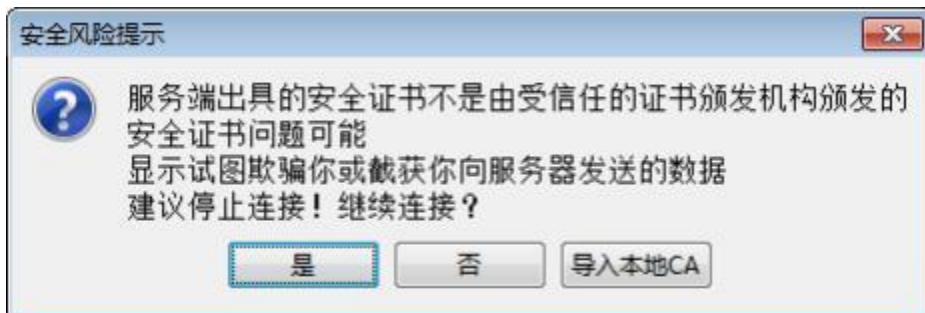 安全风险提示
服务端出具的安全证书不是由受信任的证书颁发机构颁发的
安全证书问题可能
显示试图欺骗你或截获你向服务器发送的数据
建议停止连接！继续连接？
是
否
导入本地CA